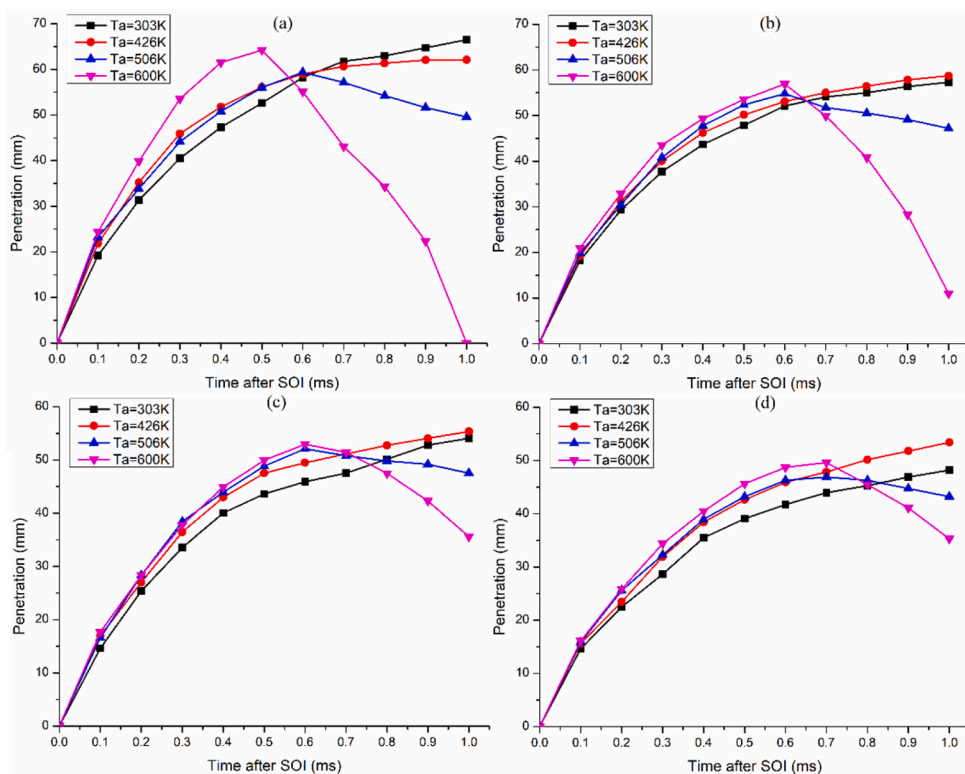 (a)
Ta=303K
Ta=426K
Ta=506K
Ta=600K
70
60
50
40
30
20
10
0
Penetration (mm)
0.0 0.1 0.2 0.3 0.4 0.5 0.6 0.7 0.8 0.9 1.0
Time after SOI (ms)
(b)
Ta=303K
Ta=426K
Ta=506K
Ta=600K
70
60
50
40
30
20
10
0
Penetration (mm)
0.0 0.1 0.2 0.3 0.4 0.5 0.6 0.7 0.8 0.9 1.0
Time after SOI (ms)
(c)
Ta=303K
Ta=426K
Ta=506K
Ta=600K
60
50
40
30
20
10
0
Penetration (mm)
0.0 0.1 0.2 0.3 0.4 0.5 0.6 0.7 0.8 0.9 1.0
Time after SOI (ms)
(d)
Ta=303K
Ta=426K
Ta=506K
Ta=600K
60
50
40
30
20
10
0
Penetration (mm)
0.0 0.1 0.2 0.3 0.4 0.5 0.6 0.7 0.8 0.9 1.0
Time after SOI (ms)